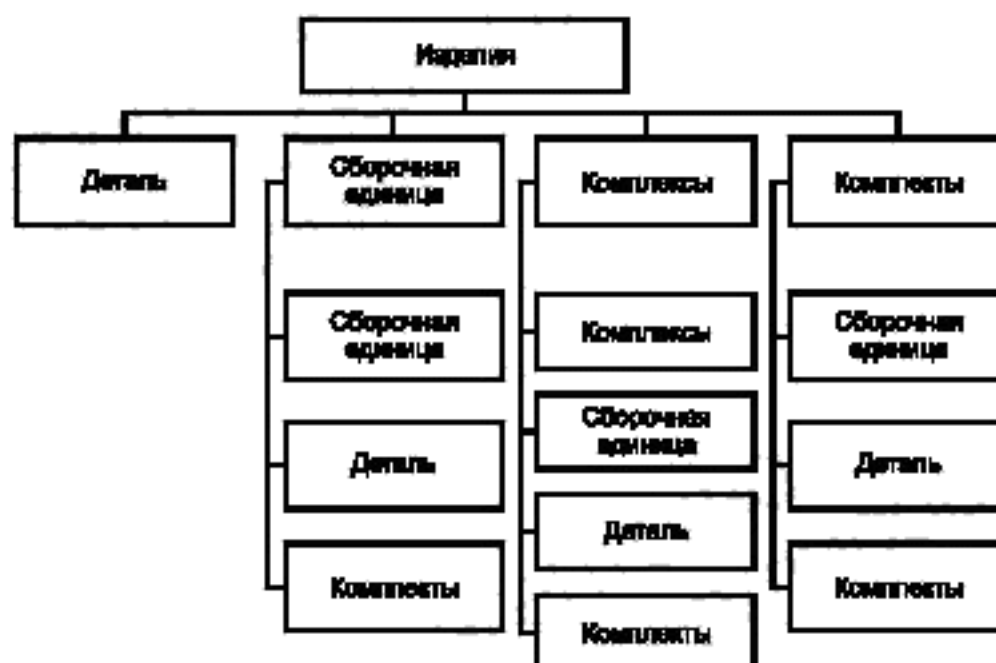 Изделия
Деталь
Сборочная
единица
Комплексы
Комплекты
Сборочная
единица
Деталь
Комплекты
Комплексы
Сборочная
единица
Деталь
Комплекты
Сборочная
единица
Деталь
Комплекты